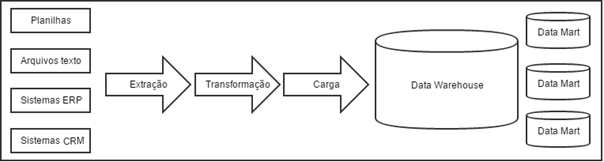 Planilhas
Arquivos texto
Sistemas ERP
Sistemas CRM
Extração
Transformação
Carga
Data Warehouse
Data Mart
Data Mart
Data Mart